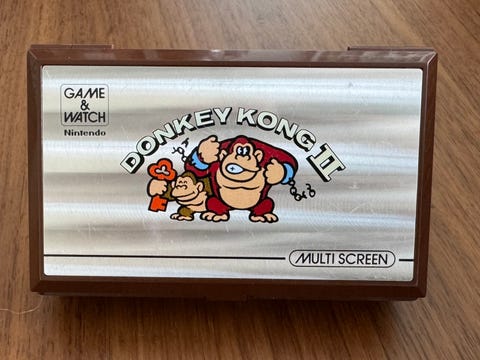 GAME
&
WATCH
Nintendo
DONKEY KONG II
MULTI SCREEN